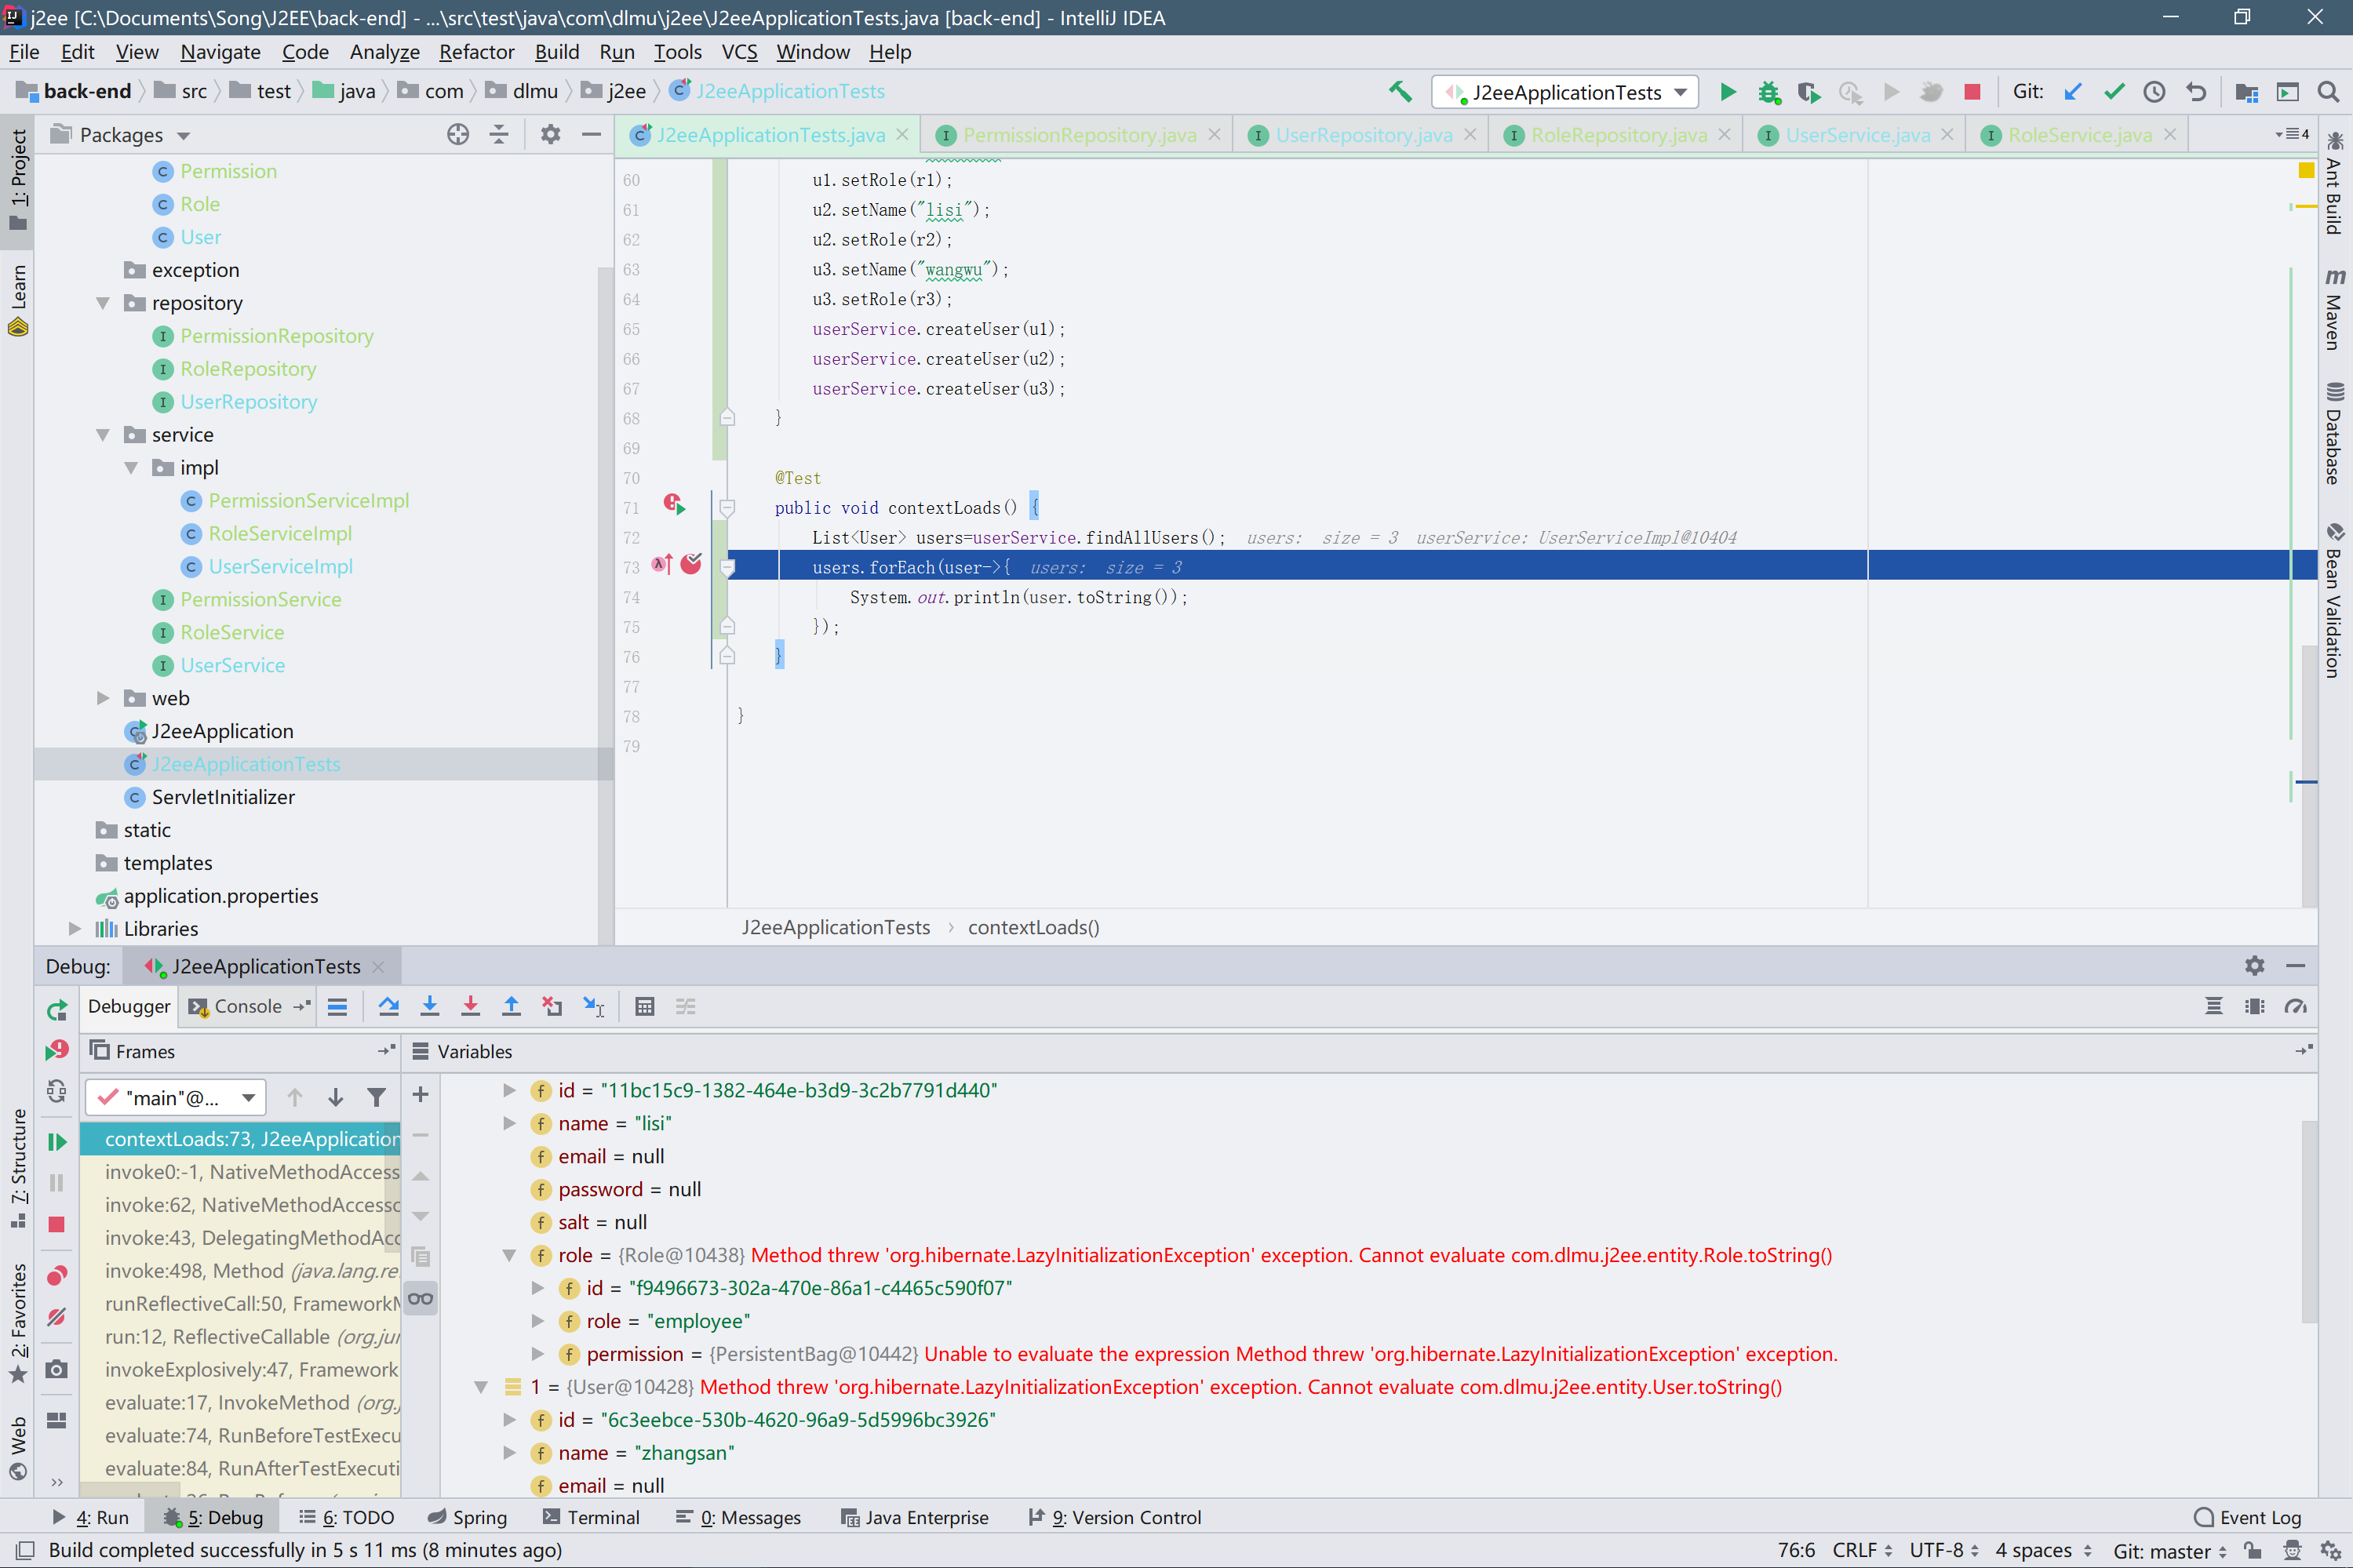 j2ee [C:\Documents\Song\J2EE\back-end] - ...\src\test\java\com\dlmu\j2ee\J2eeApplicationTests.java [back-end] - IntelliJ IDEA
File Edit View Navigate Code Analyze Refactor Build Run Tools VCS Window Help
back-end src test java com dlmu j2ee J2eeApplicationTests
J2eeApplicationTests
Git:
1: Project
Learn
7: Structure
2: Favorites
Web
Packages
Permission
Role
User
exception
repository
PermissionRepository
RoleRepository
UserRepository
service
impl
PermissionServiceImpl
RoleServiceImpl
UserServiceImpl
PermissionService
RoleService
UserService
web
J2eeApplication
J2eeApplicationTests
ServletInitializer
static
templates
application.properties
Libraries
J2eeApplicationTests.java PermissionRepository.java UserRepository.java RoleRepository.java UserService.java RoleService.java 4
60 u1.setRole(r1);
61 u2.setName("lisi");
62 u2.setRole(r2);
63 u3.setName("wangwu");
64 u3.setRole(r3);
65 userService.createUser(u1);
66 userService.createUser(u2);
67 userService.createUser(u3);
68 }
69
70 @Test
71 public void contextLoads() {
72 List<User> users=userService.findAllUsers(); users: size = 3 userService: UserServiceImpl@10404
73 users.forEach(user->{ users: size = 3
74 System.out.println(user.toString());
75 });
76 }
77
78 }
79
J2eeApplicationTests › contextLoads()
Ant Build
Maven
Database
Bean Validation
Debug: J2eeApplicationTests
Debugger Console
Frames
"main"@...
contextLoads:73, J2eeApplication
invoke0:-1, NativeMethodAccess
invoke:62, NativeMethodAccessc
invoke:43, DelegatingMethodAcc
invoke:498, Method (java.lang.re
runReflectiveCall:50, FrameworkM
run:12, ReflectiveCallable (org.jun
invokeExplosively:47, Framework
evaluate:17, InvokeMethod (org.j
evaluate:74, RunBeforeTestExecu
evaluate:84, RunAfterTestExecuti
Variables
id = "11bc15c9-1382-464e-b3d9-3c2b7791d440"
name = "lisi"
email = null
password = null
salt = null
role = {Role@10438} Method threw 'org.hibernate.LazyInitializationException' exception. Cannot evaluate com.dlmu.j2ee.entity.Role.toString()
id = "f9496673-302a-470e-86a1-c4465c590f07"
role = "employee"
permission = {PersistentBag@10442} Unable to evaluate the expression Method threw 'org.hibernate.LazyInitializationException' exception.
1 = {User@10428} Method threw 'org.hibernate.LazyInitializationException' exception. Cannot evaluate com.dlmu.j2ee.entity.User.toString()
id = "6c3eebce-530b-4620-96a9-5d5996bc3926"
name = "zhangsan"
email = null
4: Run 5: Debug 6: TODO Spring Terminal 0: Messages Java Enterprise 9: Version Control Event Log
Build completed successfully in 5 s 11 ms (8 minutes ago) 76:6 CRLF UTF-8 4 spaces Git: master